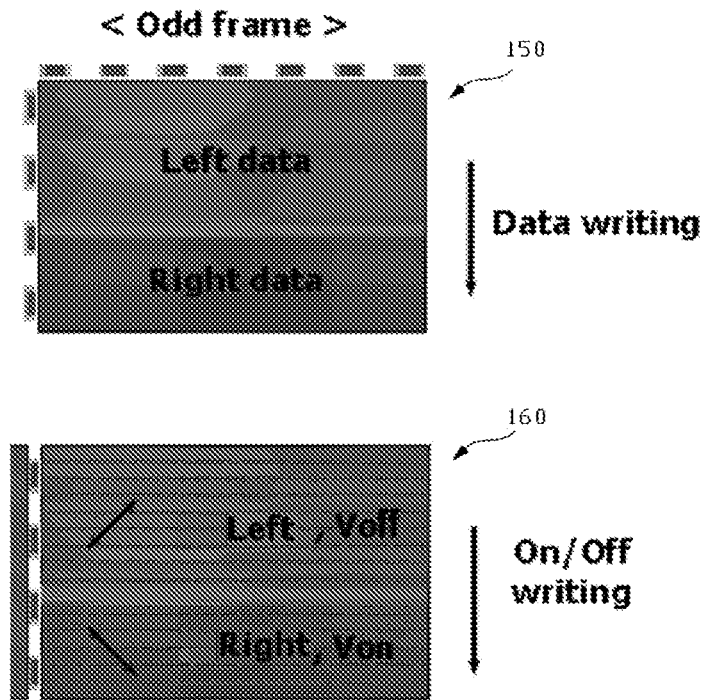 < Odd frame >
150
Left data
Data writing
Right data
160
Left , Voff
On/Off
writing
Right, Von